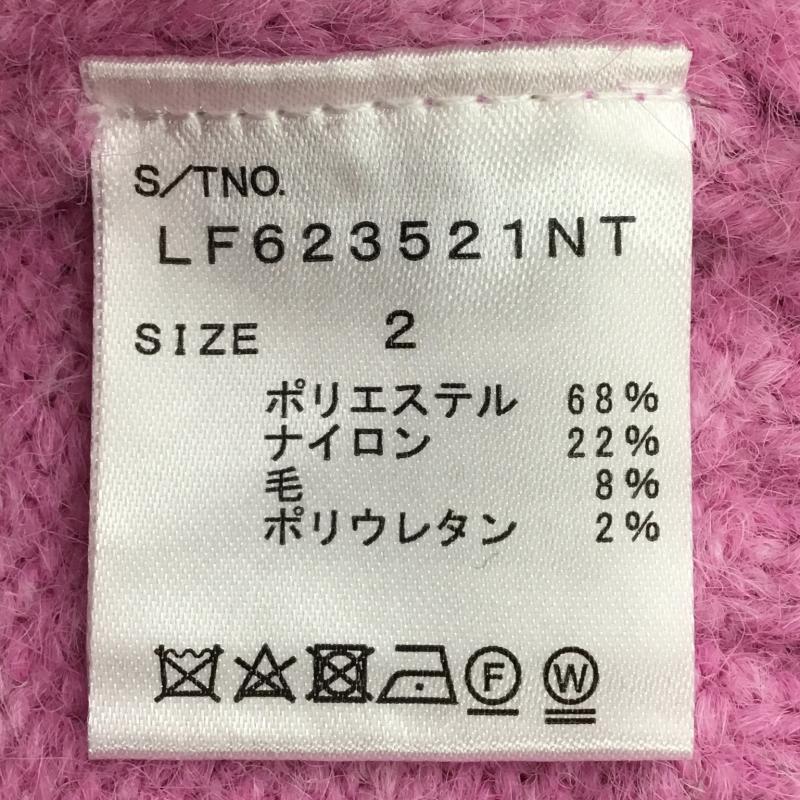 S/TNO.
LF623521NT
SIZE 2
ポリエステル 68%
ナイロン 22%
毛 8%
ポリウレタン 2%
F W